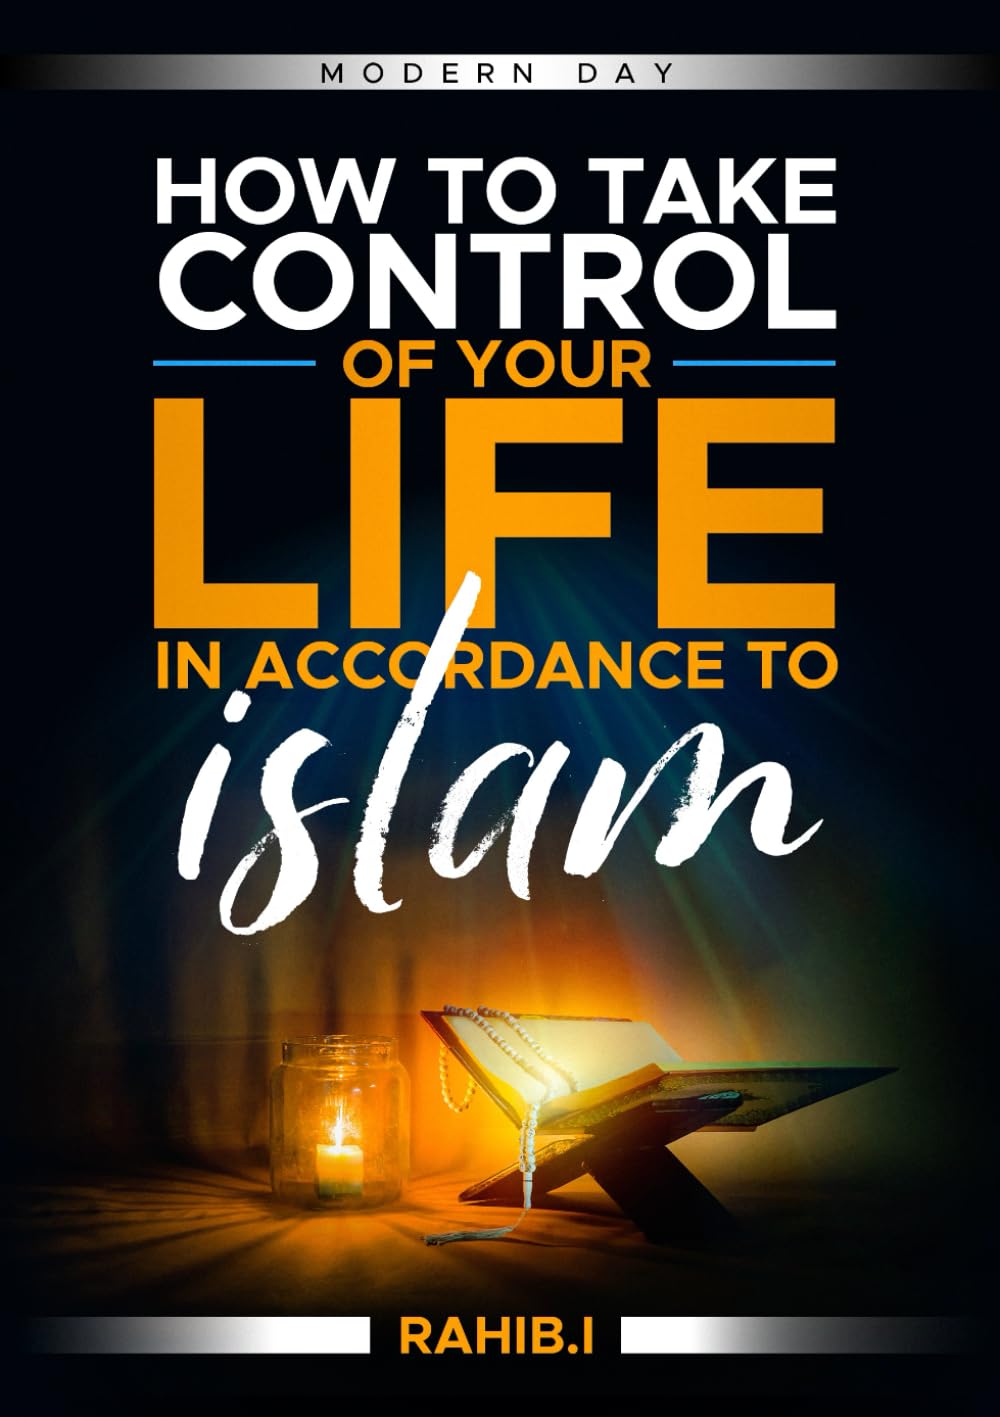 MODERN DAY
HOW TO TAKE
CONTROL
OF YOUR
LIFE
IN ACCORDANCE TO
islam
RAHIB.I